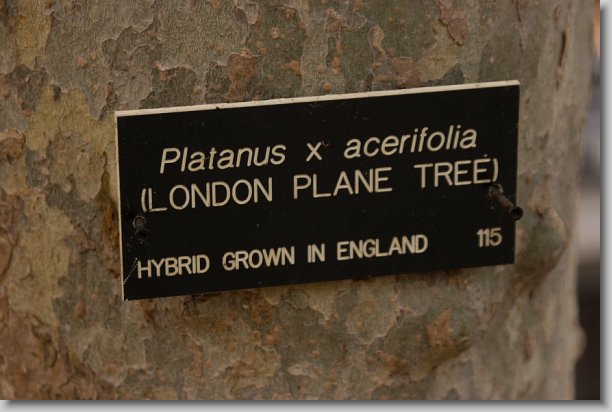 Platanus x acerifolia
(LONDON PLANE TREE)
HYBRID GROWN IN ENGLAND 115